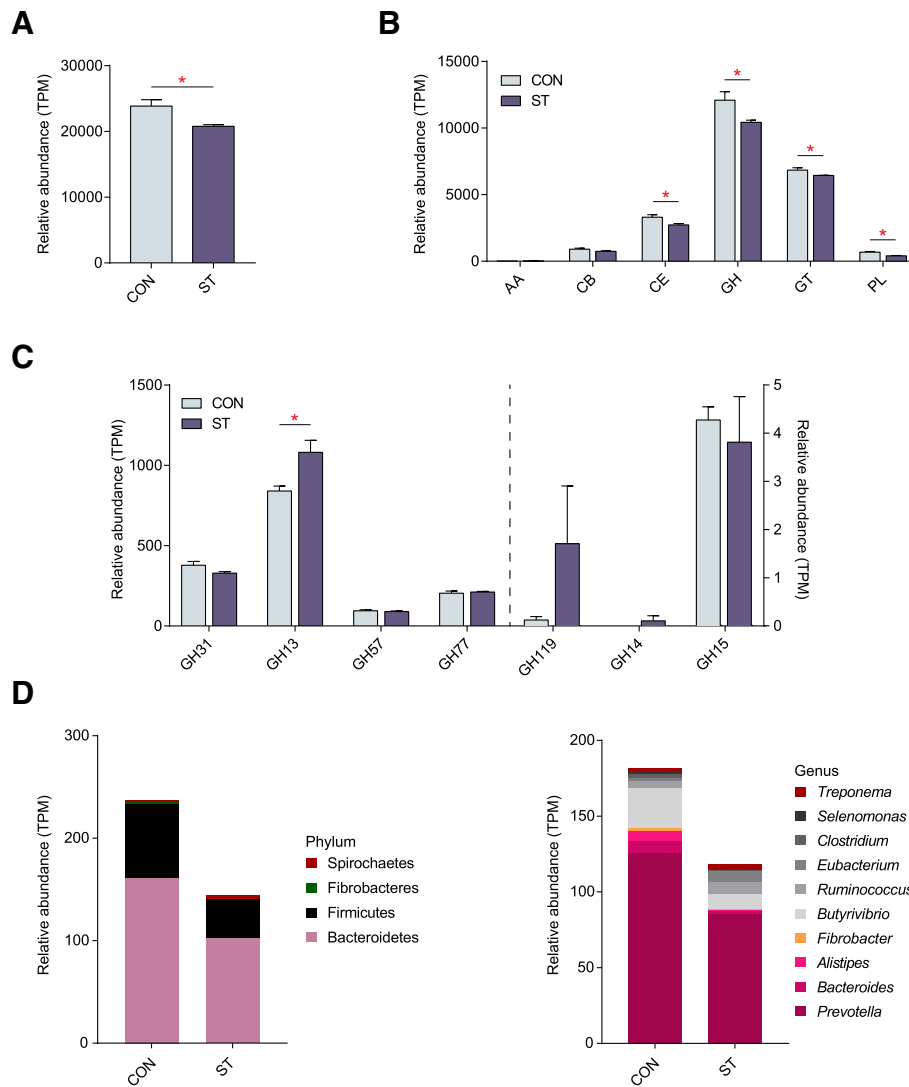 A
Relative abundance (TPM)
30000
20000
10000
0
*
CON
ST
B
Relative abundance (TPM)
15000
10000
5000
0
CON
ST
*
*
*
*
AA
CB
CE
GH
GT
PL
C
Relative abundance (TPM)
1500
1000
500
0
CON
ST
*
5
4
3
2
1
0
Relative abundance (TPM)
GH31
GH13
GH57
GH77
GH119
GH14
GH15
D
Relative abundance (TPM)
300
200
100
0
CON
ST
Phylum
Spirochaetes
Fibrobacteres
Firmicutes
Bacteroidetes
Relative abundance (TPM)
200
150
100
50
0
CON
ST
Genus
Treponema
Selenomonas
Clostridium
Eubacterium
Ruminococcus
Butyrivibrio
Fibrobacter
Alistipes
Bacteroides
Prevotella